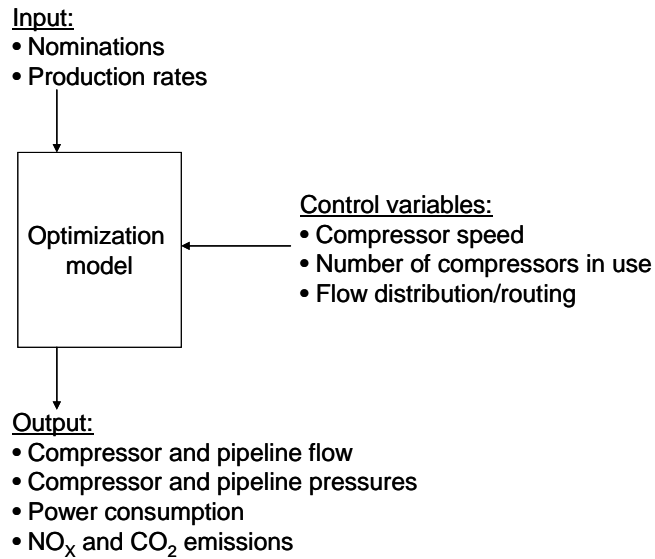 Input:
• Nominations
• Production rates
Optimization
model
Control variables:
• Compressor speed
• Number of compressors in use
• Flow distribution/routing
Output:
• Compressor and pipeline flow
• Compressor and pipeline pressures
• Power consumption
• NOX and CO2 emissions